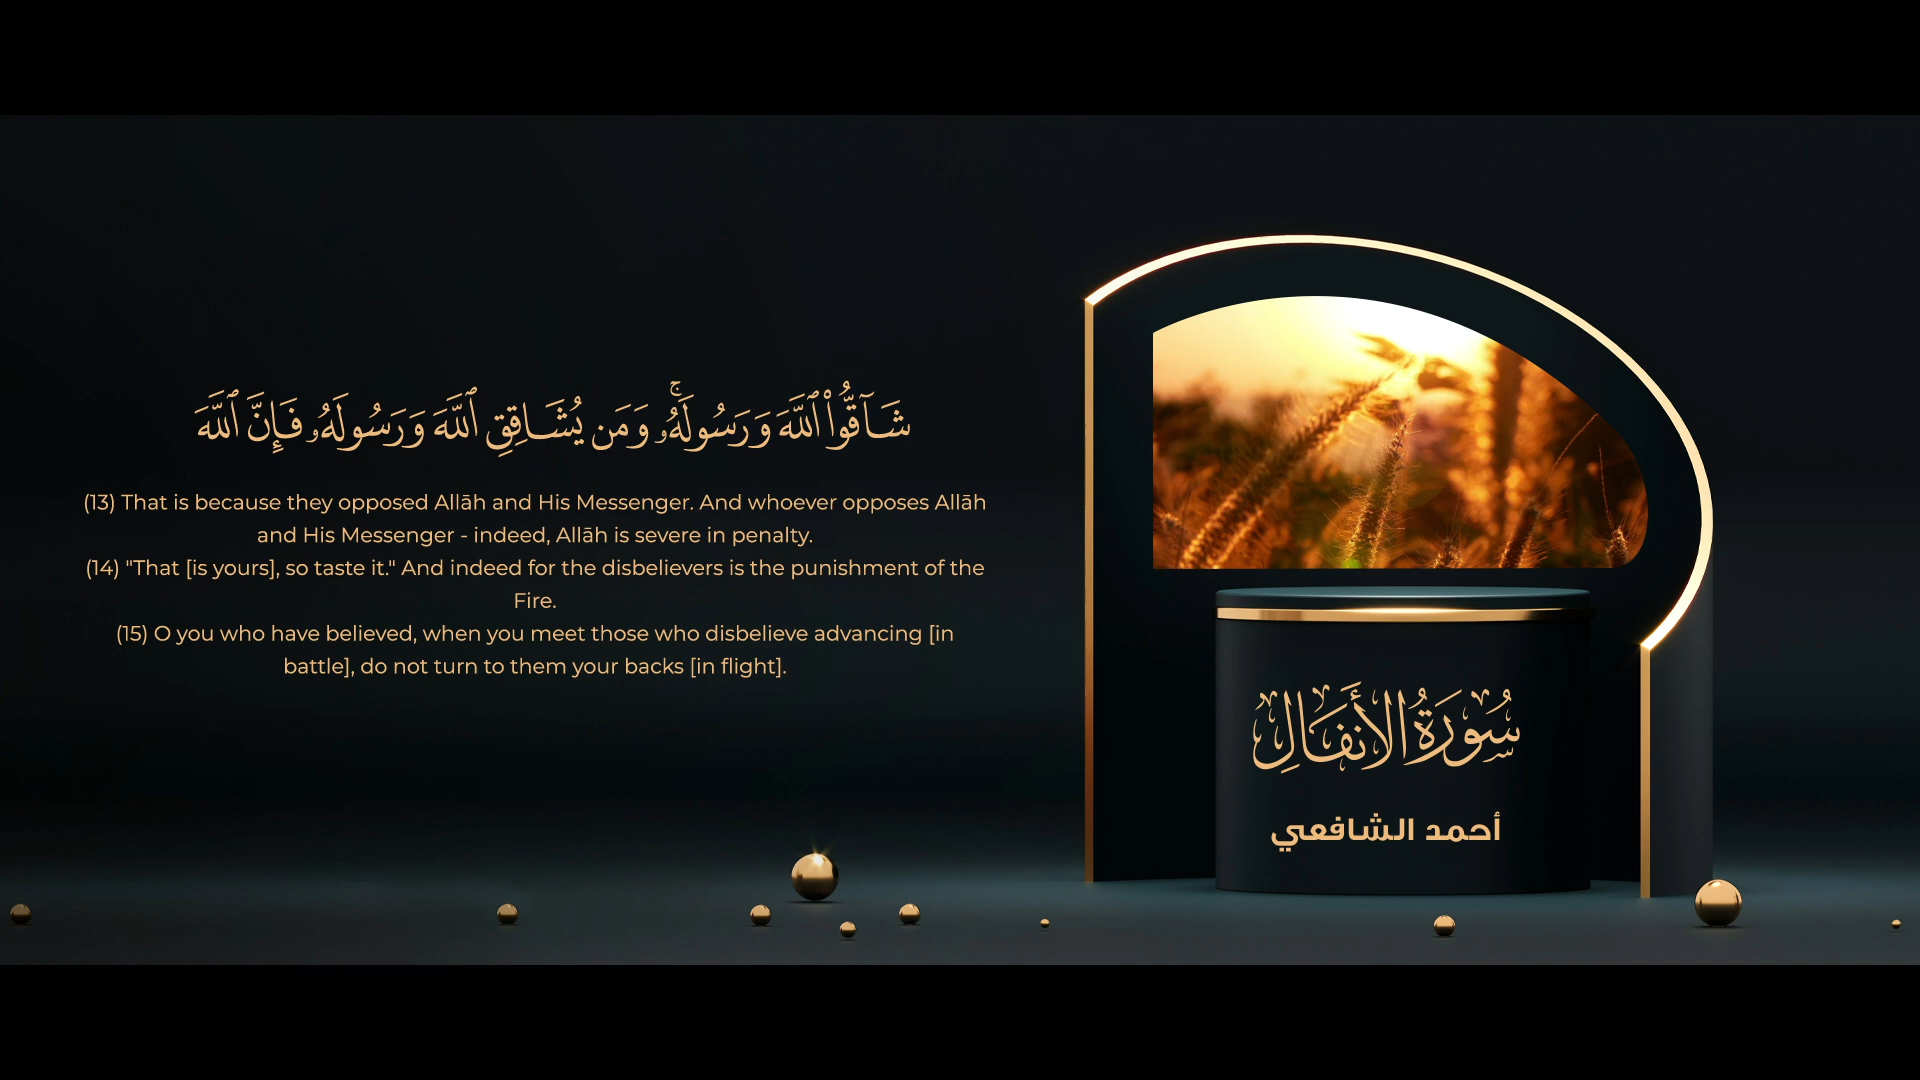 شَآقُّوا۟ ٱللَّهَ وَرَسُولَهُۥ ۚ وَمَن يُشَاقِقِ ٱللَّهَ وَرَسُولَهُۥ فَإِنَّ ٱللَّهَ
(13) That is because they opposed Allāh and His Messenger. And whoever opposes Allāh
and His Messenger - indeed, Allāh is severe in penalty.
(14) "That [is yours], so taste it." And indeed for the disbelievers is the punishment of the
Fire.
(15) O you who have believed, when you meet those who disbelieve advancing [in
battle], do not turn to them your backs [in flight].
سُورَةُ الأَنفَالِ
أحمد الشافعي